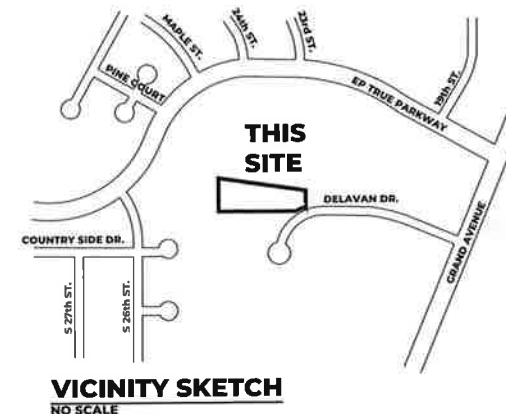 MAPLE ST.
24th ST.
23rd ST.
PINE COURT
EP TRUE PARKWAY
19th ST.
THIS
SITE
DELAVAN DR.
COUNTRY SIDE DR.
GRAND AVENUE
S 27th ST.
S 26th ST.
VICINITY SKETCH
NO SCALE